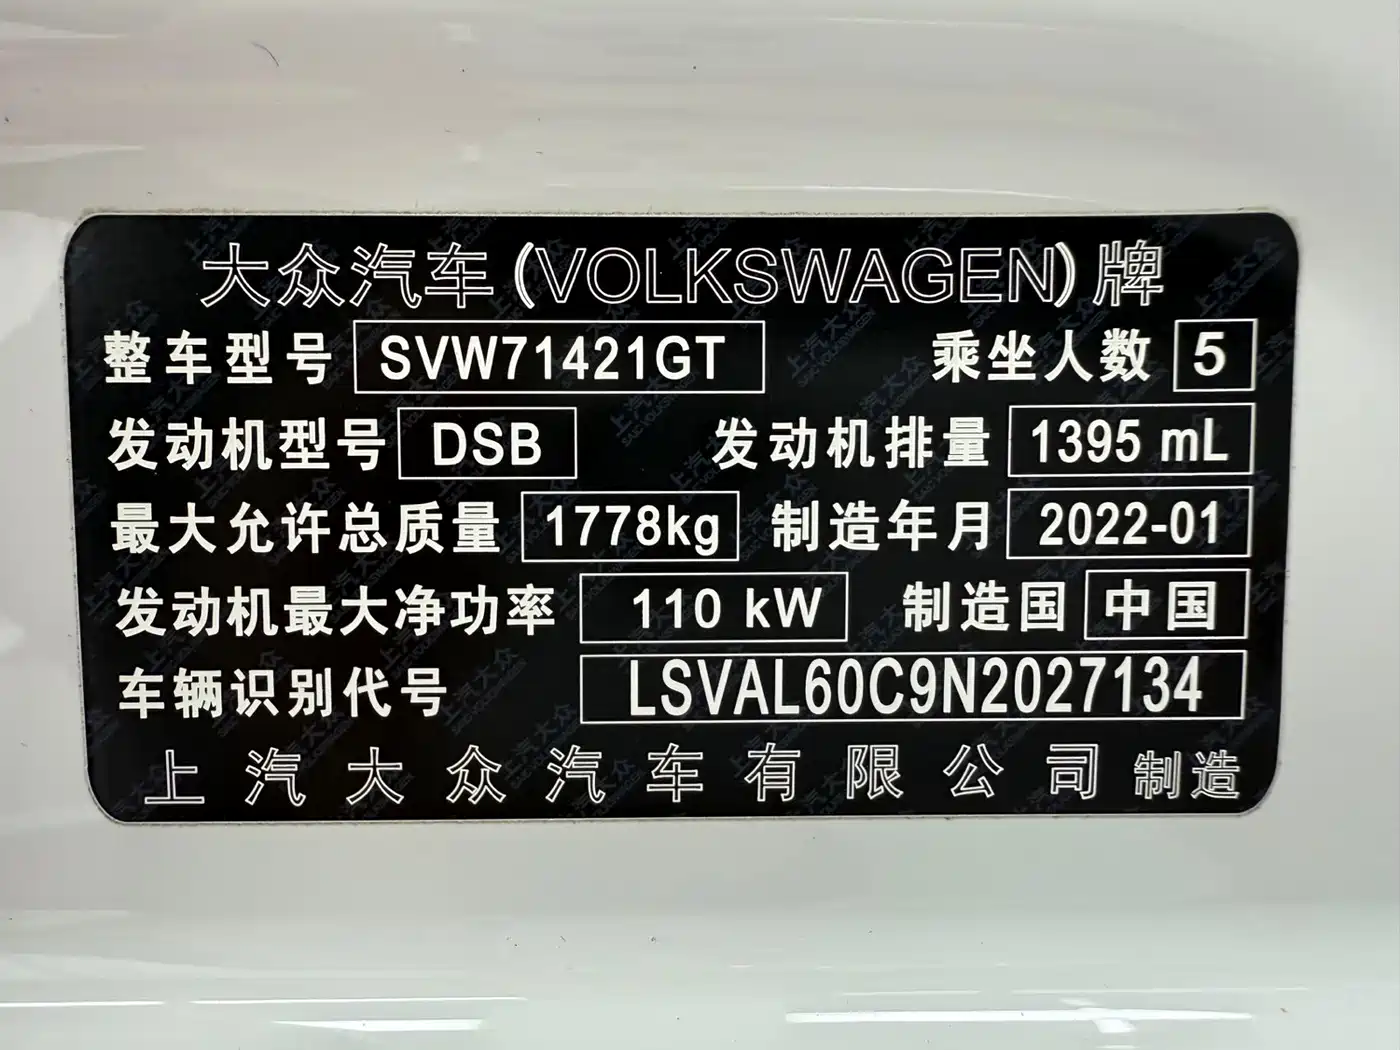 大众汽车(VOLKSWAGEN)牌
整车型号 SVW71421GT 乘坐人数 5
发动机型号 DSB 发动机排量 1395 mL
最大允许总质量 1778kg 制造年月 2022-01
发动机最大净功率 110 kW 制造国 中国
车辆识别代号 LSVAL60C9N2027134
上汽大众汽车有限公司 制造